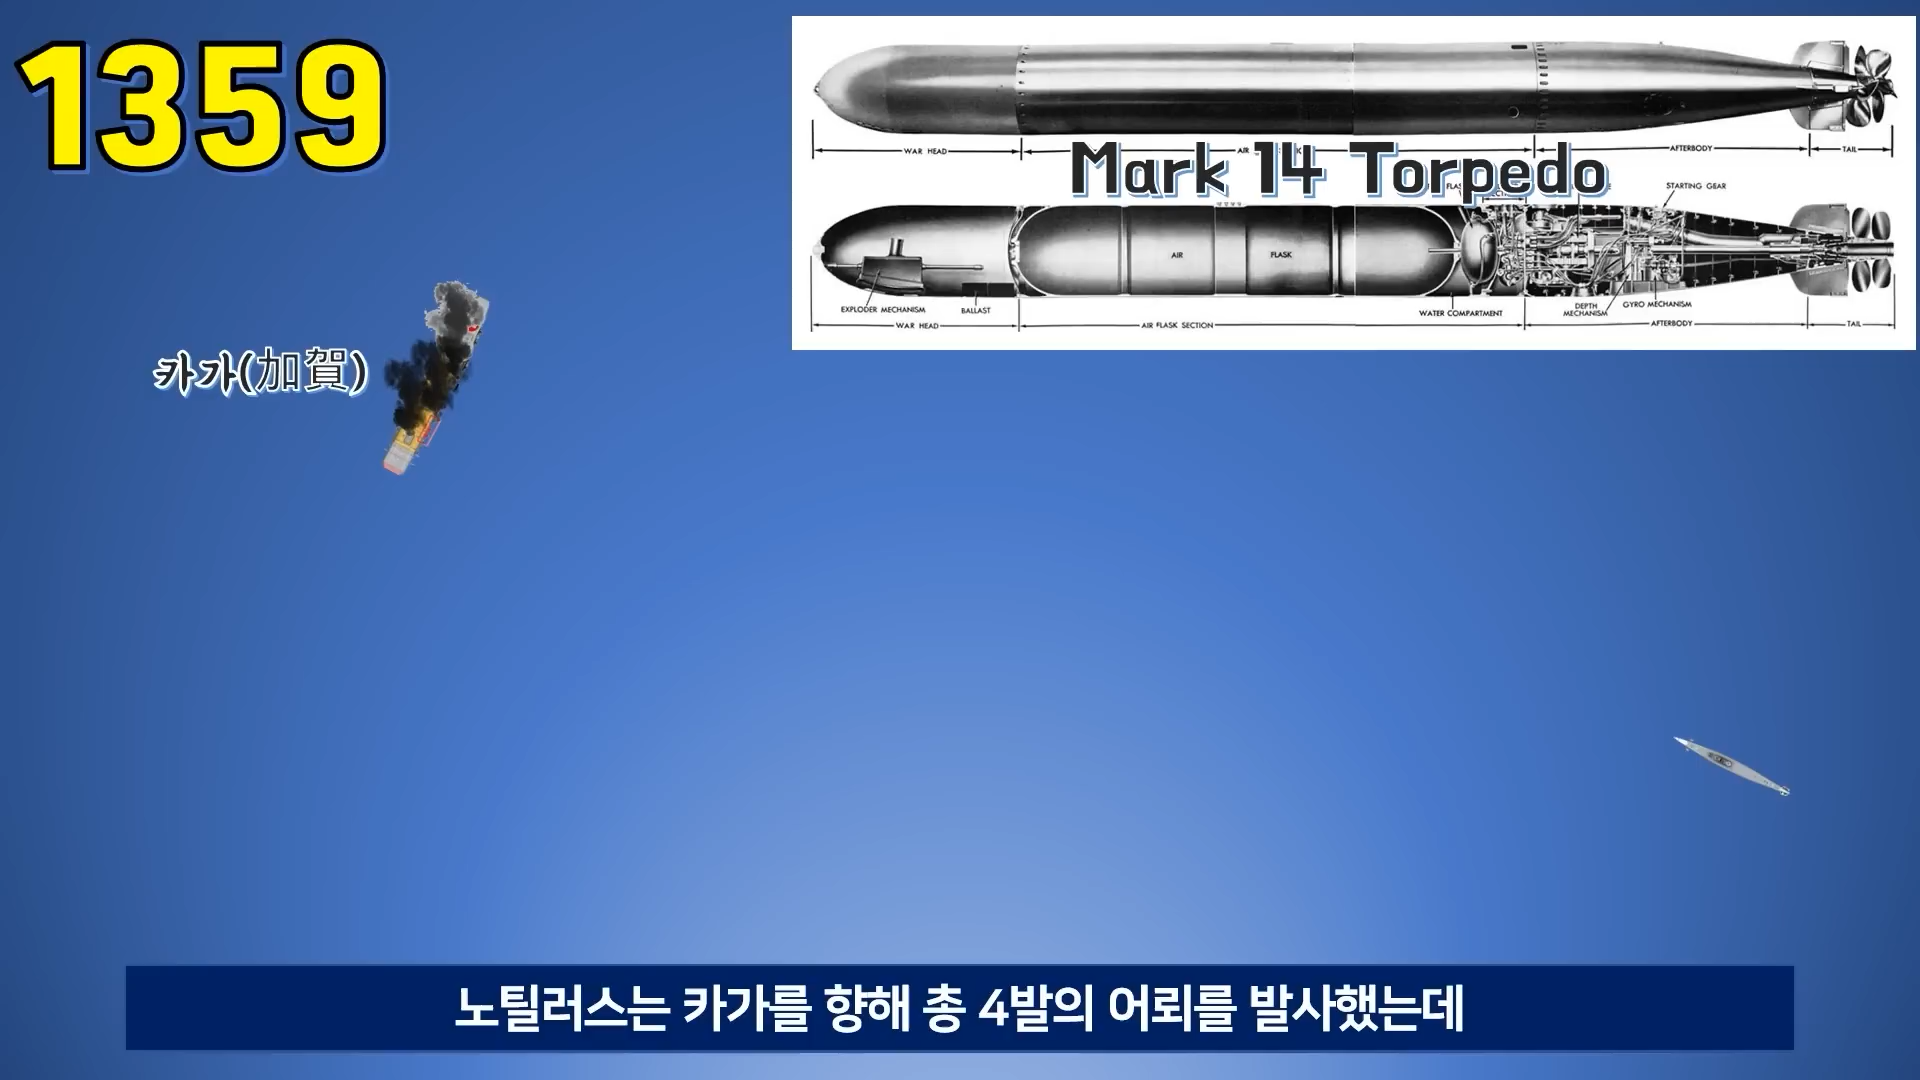 1359
WAR HEAD
AFTERBODY
TAIL
Mark 14 Torpedo
STARTING GEAR
카가(加賀)
AIR
FLASK
EXPLODER MECHANISM
BALLAST
WATER COMPARTMENT
DEPTH
MECHANISM
GYRO MECHANISM
WAR HEAD
AIR FLASK SECTION
AFTERBODY
TAIL
노틸러스는 카가를 향해 총 4발의 어뢰를 발사했는데